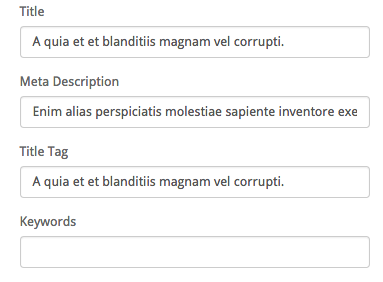 Title
A quia et et blanditiis magnam vel corrupti.
Meta Description
Enim alias perspiciatis molestiae sapiente inventore exe
Title Tag
A quia et et blanditiis magnam vel corrupti.
Keywords